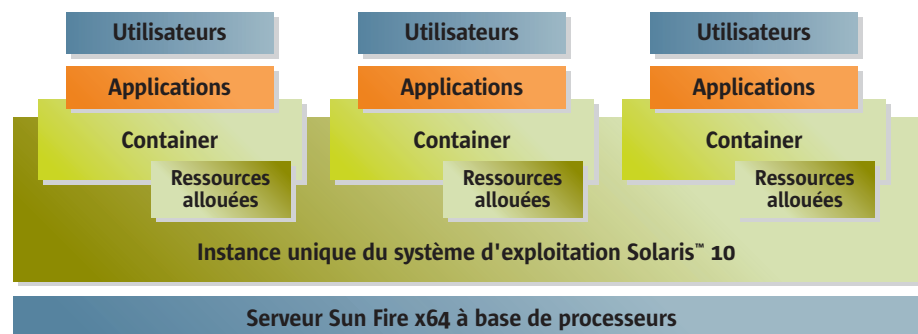 Utilisateurs Utilisateurs Utilisateurs
Applications Applications Applications
Container Container Container
Ressources Ressources Ressources
allouées allouées allouées
Instance unique du système d'exploitation Solaris™ 10
Serveur Sun Fire x64 à base de processeurs